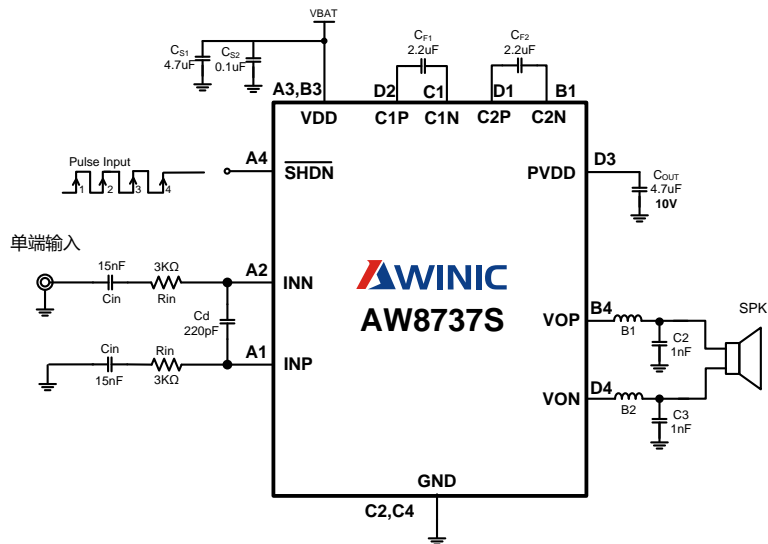 VBAT
CS1
4.7uF
CS2
0.1uF
CF1
2.2uF
CF2
2.2uF
A3,B3
D2
C1
D1
B1
VDD
C1P
C1N
C2P
C2N
Pulse Input
1 2 3 4
A4
SHDN
D3
PVDD
COUT
4.7uF
10V
单端输入
15nF
Cin
3KΩ
Rin
A2
INN
Cd
220pF
Cin
15nF
Rin
3KΩ
A1
INP
AWINIC
AW8737S
B4
VOP
B1
C2
1nF
SPK
D4
VON
B2
C3
1nF
GND
C2,C4